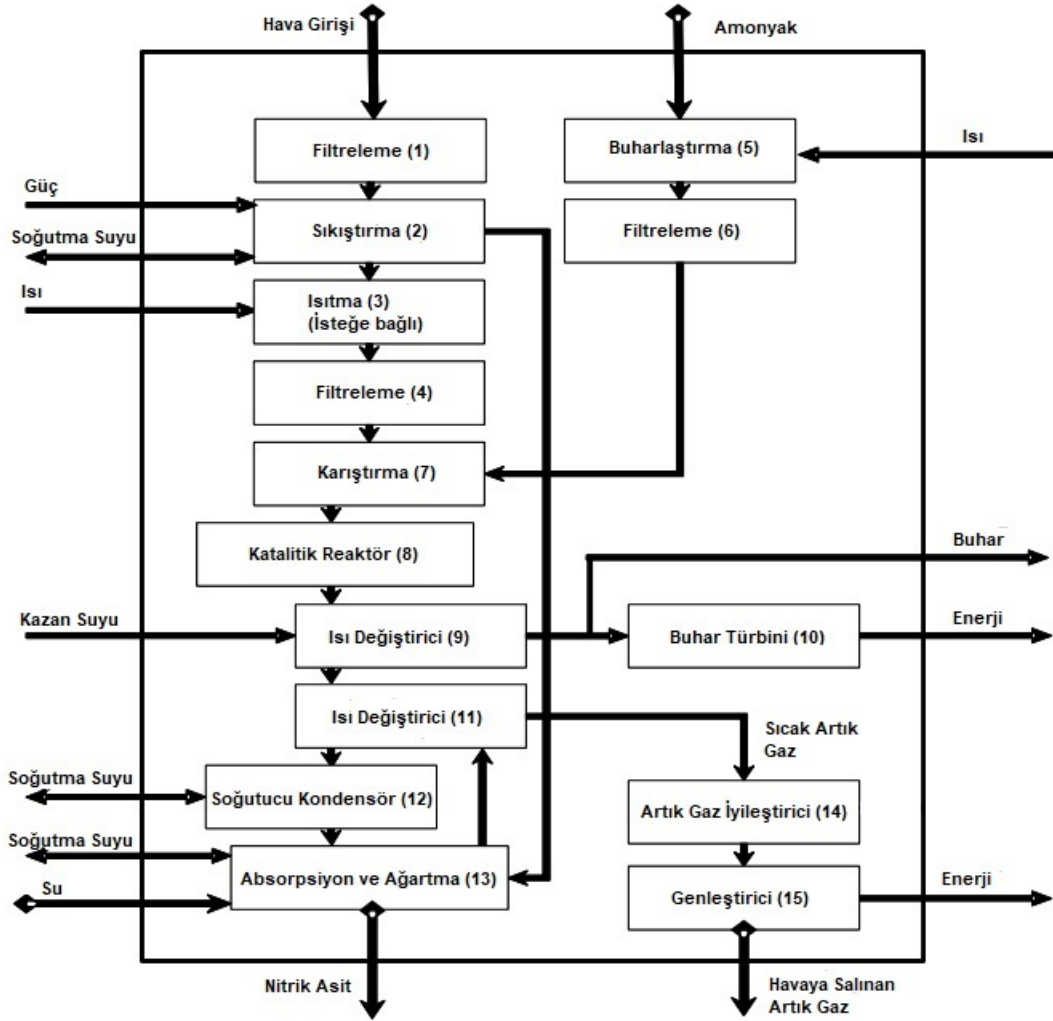 Hava Girişi
Amonyak
Filtreleme (1)
Buharlaştırma (5)
Isı
Güç
Sıkıştırma (2)
Filtreleme (6)
Soğutma Suyu
Isı
Isıtma (3)
(İsteğe bağlı)
Filtreleme (4)
Karıştırma (7)
Katalitik Reaktör (8)
Buhar
Kazan Suyu
Isı Değiştirici (9)
Buhar Türbini (10)
Enerji
Isı Değiştirici (11)
Sıcak Artık
Gaz
Soğutma Suyu
Soğutucu Kondensör (12)
Artık Gaz İyileştirici (14)
Soğutma Suyu
Absorpsiyon ve Ağartma (13)
Su
Genleştirici (15)
Enerji
Nitrik Asit
Havaya Salınan
Artık Gaz